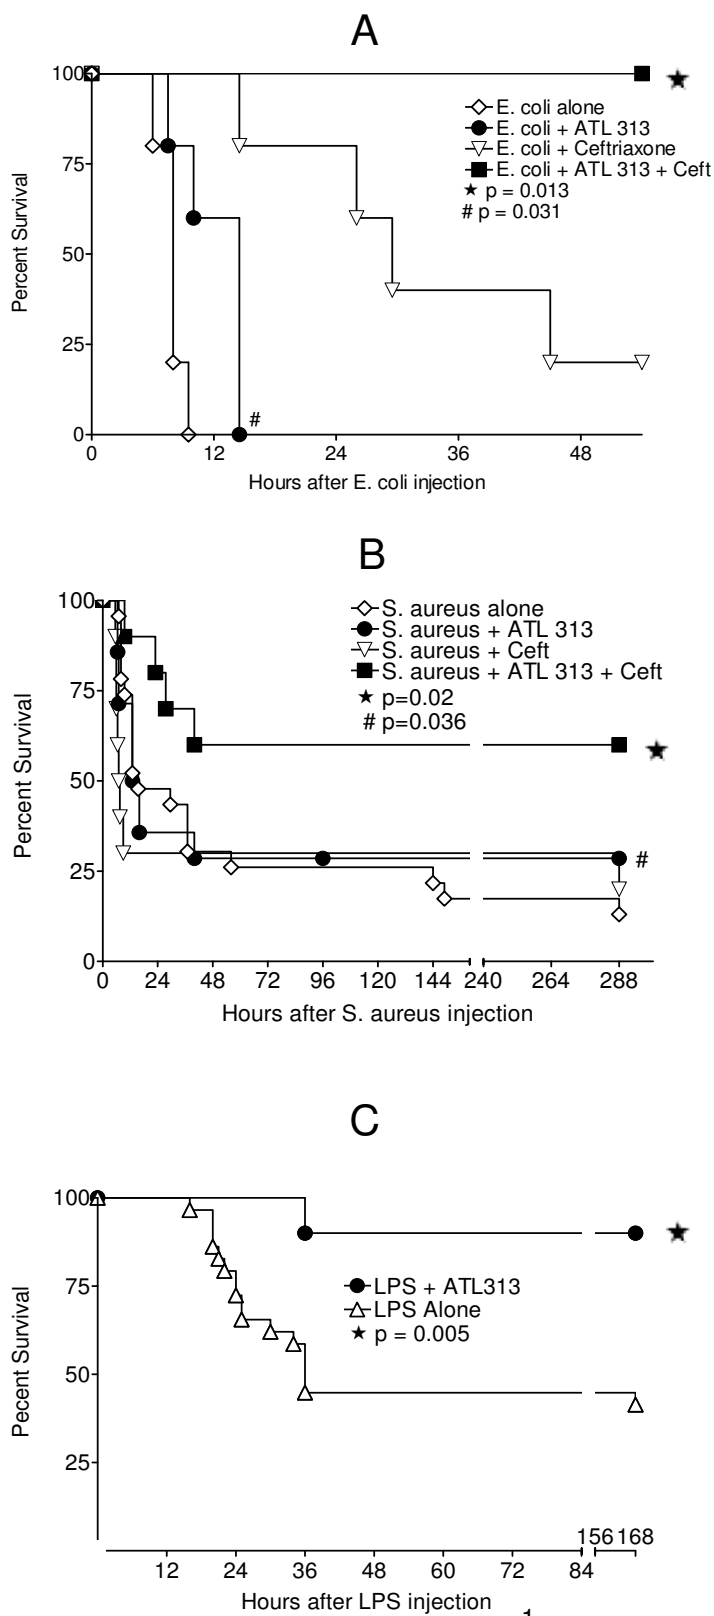 A
100
75
50
25
0
Percent Survival
E. coli alone
E. coli + ATL 313
E. coli + Ceftriaxone
E. coli + ATL 313 + Ceft
★ p = 0.013
# p = 0.031
#
0 12 24 36 48
Hours after E. coli injection
B
100
75
50
25
0
Percent Survival
S. aureus alone
S. aureus + ATL 313
S. aureus + Ceft
S. aureus + ATL 313 + Ceft
★ p=0.02
# p=0.036
#
0 24 48 72 96 120 144 240 264 288
Hours after S. aureus injection
C
100
75
50
25
Pecent Survival
LPS + ATL313
LPS Alone
★ p = 0.005
156 168
12 24 36 48 60 72 84
Hours after LPS injection
1